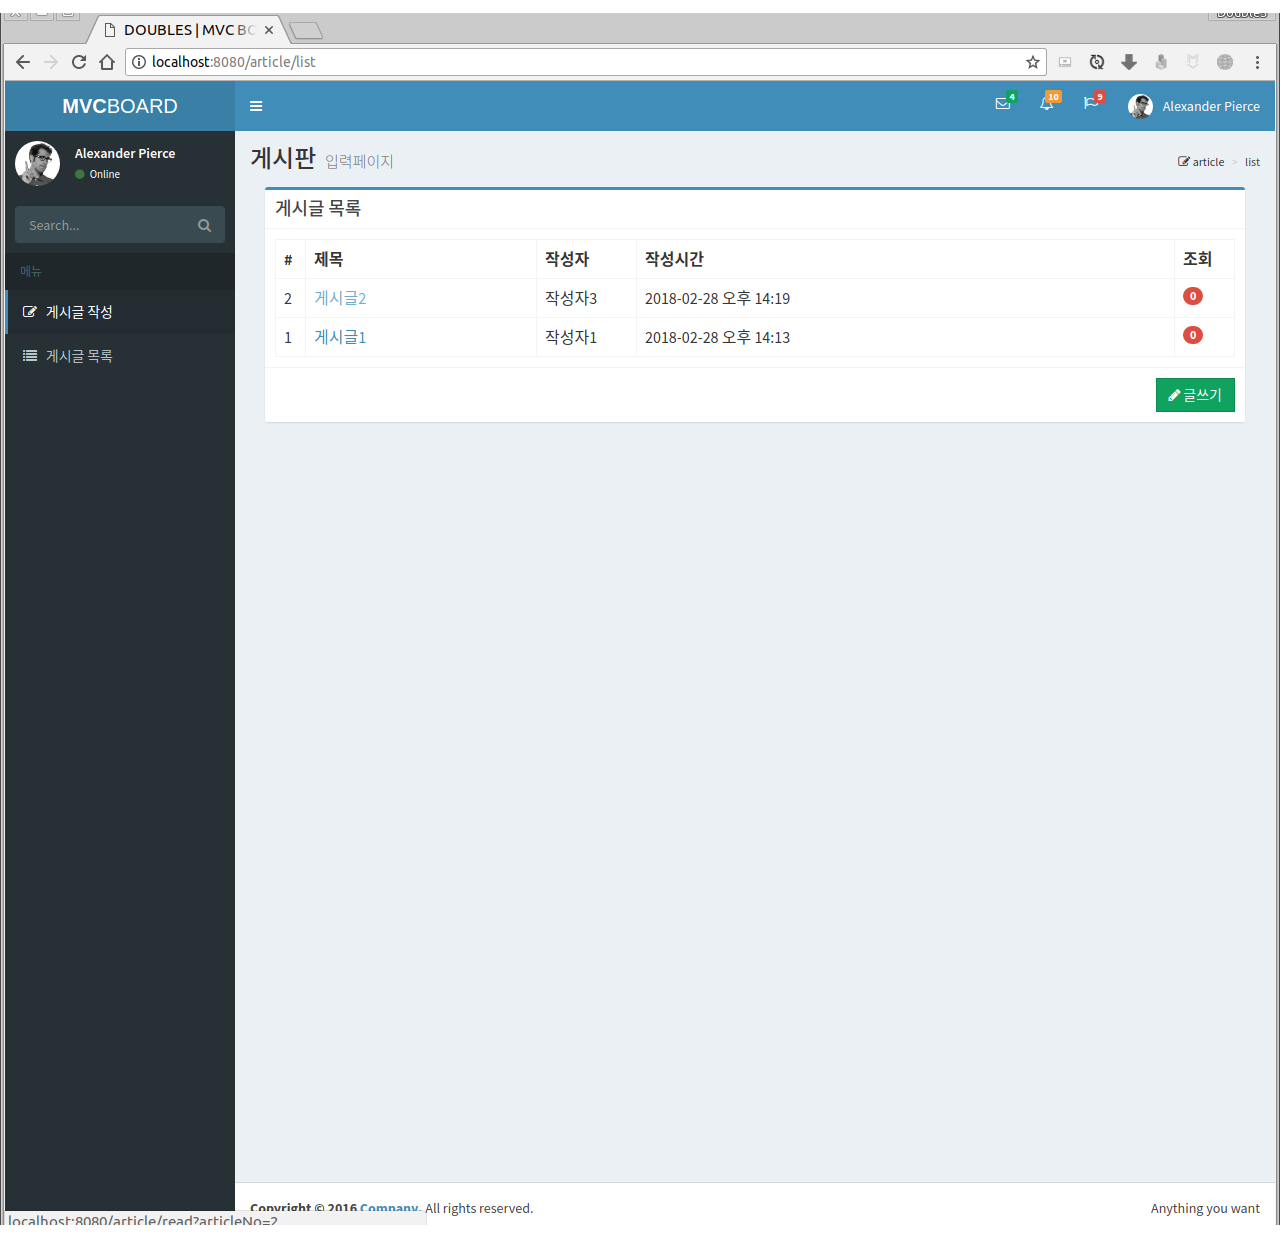 Doubles
DOUBLES | MVC BO
localhost:8080/article/list
MVCBOARD
4
10
9
Alexander Pierce
Alexander Pierce
Online
Search...
메뉴
게시글 작성
게시글 목록
게시판 입력페이지
article > list
게시글 목록
# 제목 작성자 작성시간 조회
2 게시글2 작성자3 2018-02-28 오후 14:19 0
1 게시글1 작성자1 2018-02-28 오후 14:13 0
글쓰기
Copyright © 2016 Company. All rights reserved.
Anything you want
localhost:8080/article/read?articleNo=2